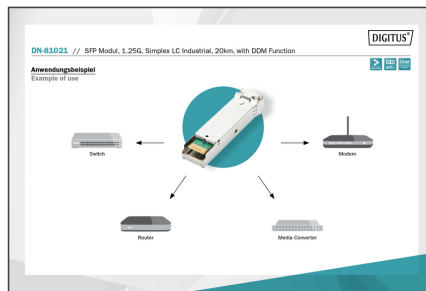 DIGITUS®
DN-81021 // SFP Modul, 1.25G, Simplex LC Industrial, 20km, with DDM Function
DDM
Anwendungsbeispiel
Example of use
Switch
Modem
Router
Media Converter